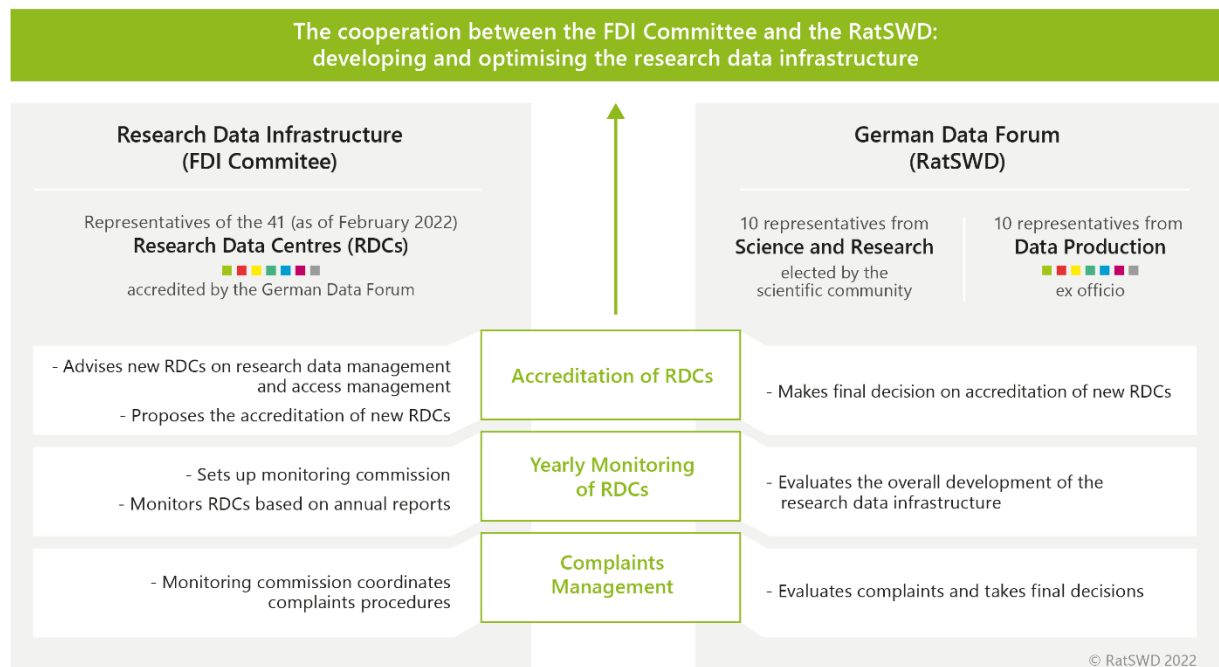 The cooperation between the FDI Committee and the RatSWD:
developing and optimising the research data infrastructure
Research Data Infrastructure
(FDI Commitee)
Representatives of the 41 (as of February 2022)
Research Data Centres (RDCs)
accredited by the German Data Forum
German Data Forum
(RatSWD)
10 representatives from
Science and Research
elected by the
scientific community
10 representatives from
Data Production
ex officio
- Advises new RDCs on research data management
and access management
- Proposes the accreditation of new RDCs
Accreditation of RDCs
- Makes final decision on accreditation of new RDCs
- Sets up monitoring commission
- Monitors RDCs based on annual reports
Yearly Monitoring
of RDCs
- Evaluates the overall development of the
research data infrastructure
- Monitoring commission coordinates
complaints procedures
Complaints
Management
- Evaluates complaints and takes final decisions
© RatSWD 2022